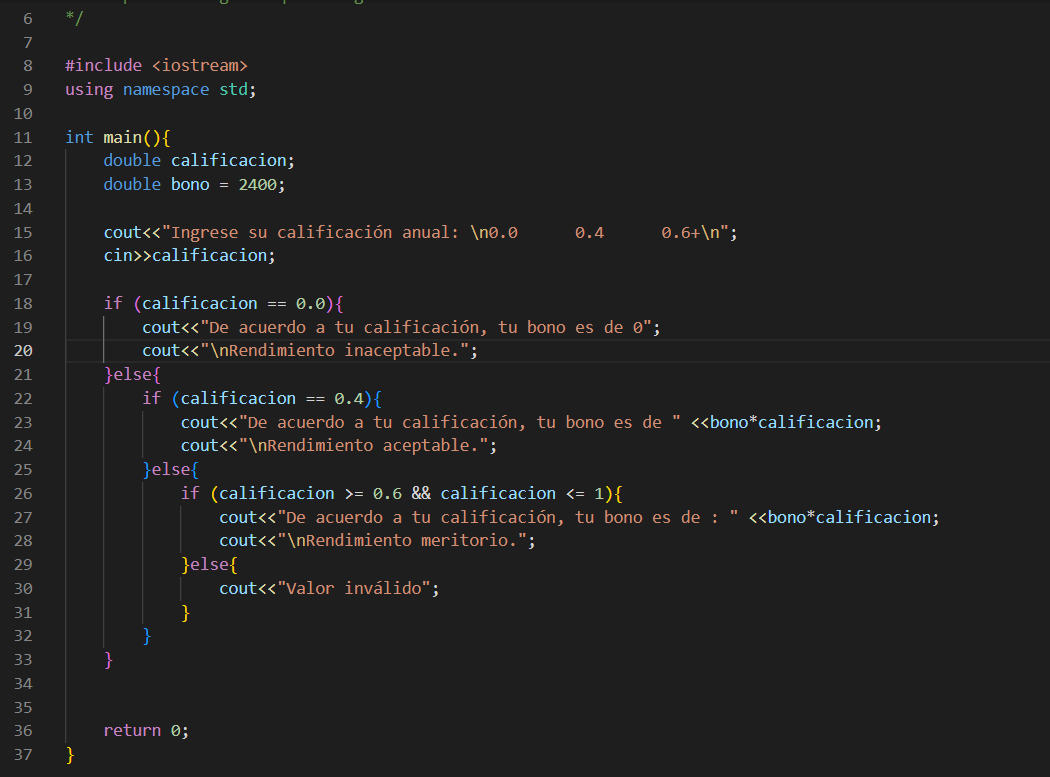 6 */
7
8 #include <iostream>
9 using namespace std;
10
11 int main(){
12     double calificacion;
13     double bono = 2400;
14
15     cout<<"Ingrese su calificación anual: \n0.0      0.4      0.6+\n";
16     cin>>calificacion;
17
18     if (calificacion == 0.0){
19         cout<<"De acuerdo a tu calificación, tu bono es de 0";
20         cout<<"\nRendimiento inaceptable.";
21     }else{
22         if (calificacion == 0.4){
23             cout<<"De acuerdo a tu calificación, tu bono es de " <<bono*calificacion;
24             cout<<"\nRendimiento aceptable.";
25         }else{
26             if (calificacion >= 0.6 && calificacion <= 1){
27                 cout<<"De acuerdo a tu calificación, tu bono es de : " <<bono*calificacion;
28                 cout<<"\nRendimiento meritorio.";
29             }else{
30                 cout<<"Valor inválido";
31             }
32         }
33     }
34
35
36     return 0;
37 }